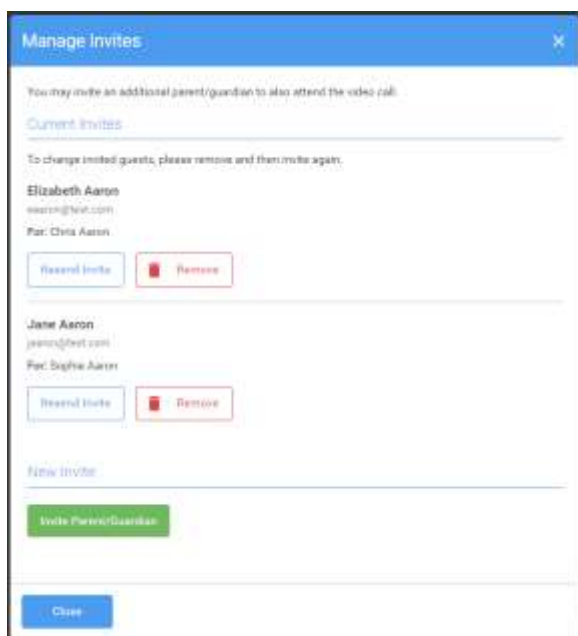 Manage Invites
×
You may invite an additional parent/guardian to also attend the video call.
Current Invites
To change invited guests, please remove and then invite again.
Elizabeth Aaron
eaaron@test.com
For: Chris Aaron
Resend Invite
Remove
Jane Aaron
jaaron@test.com
For: Sophie Aaron
Resend Invite
Remove
New Invite
Invite Parent/Guardian
Close